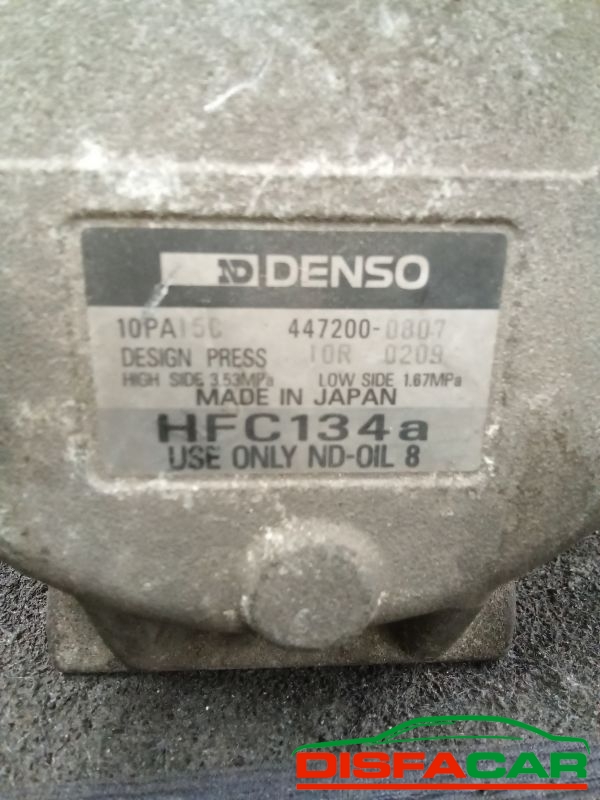 ND DENSO
10PA15C 447200-0807
DESIGN PRESS 10R 0209
HIGH SIDE 3.53MPa LOW SIDE 1.67MPa
MADE IN JAPAN
HFC134a
USE ONLY ND-OIL 8
DISFACAR